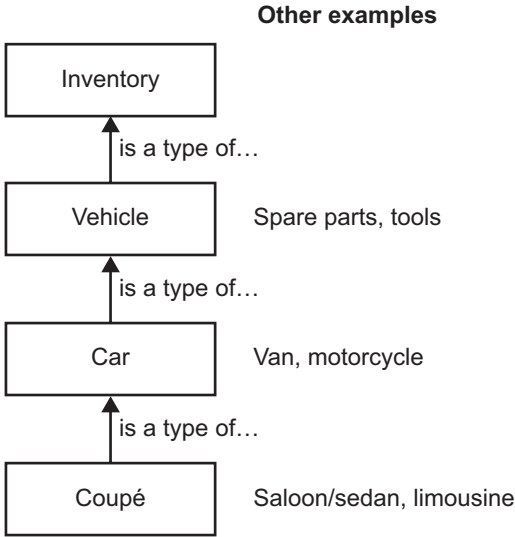 Other examples
Inventory
is a type of…
Vehicle
Spare parts, tools
is a type of…
Car
Van, motorcycle
is a type of…
Coupé
Saloon/sedan, limousine